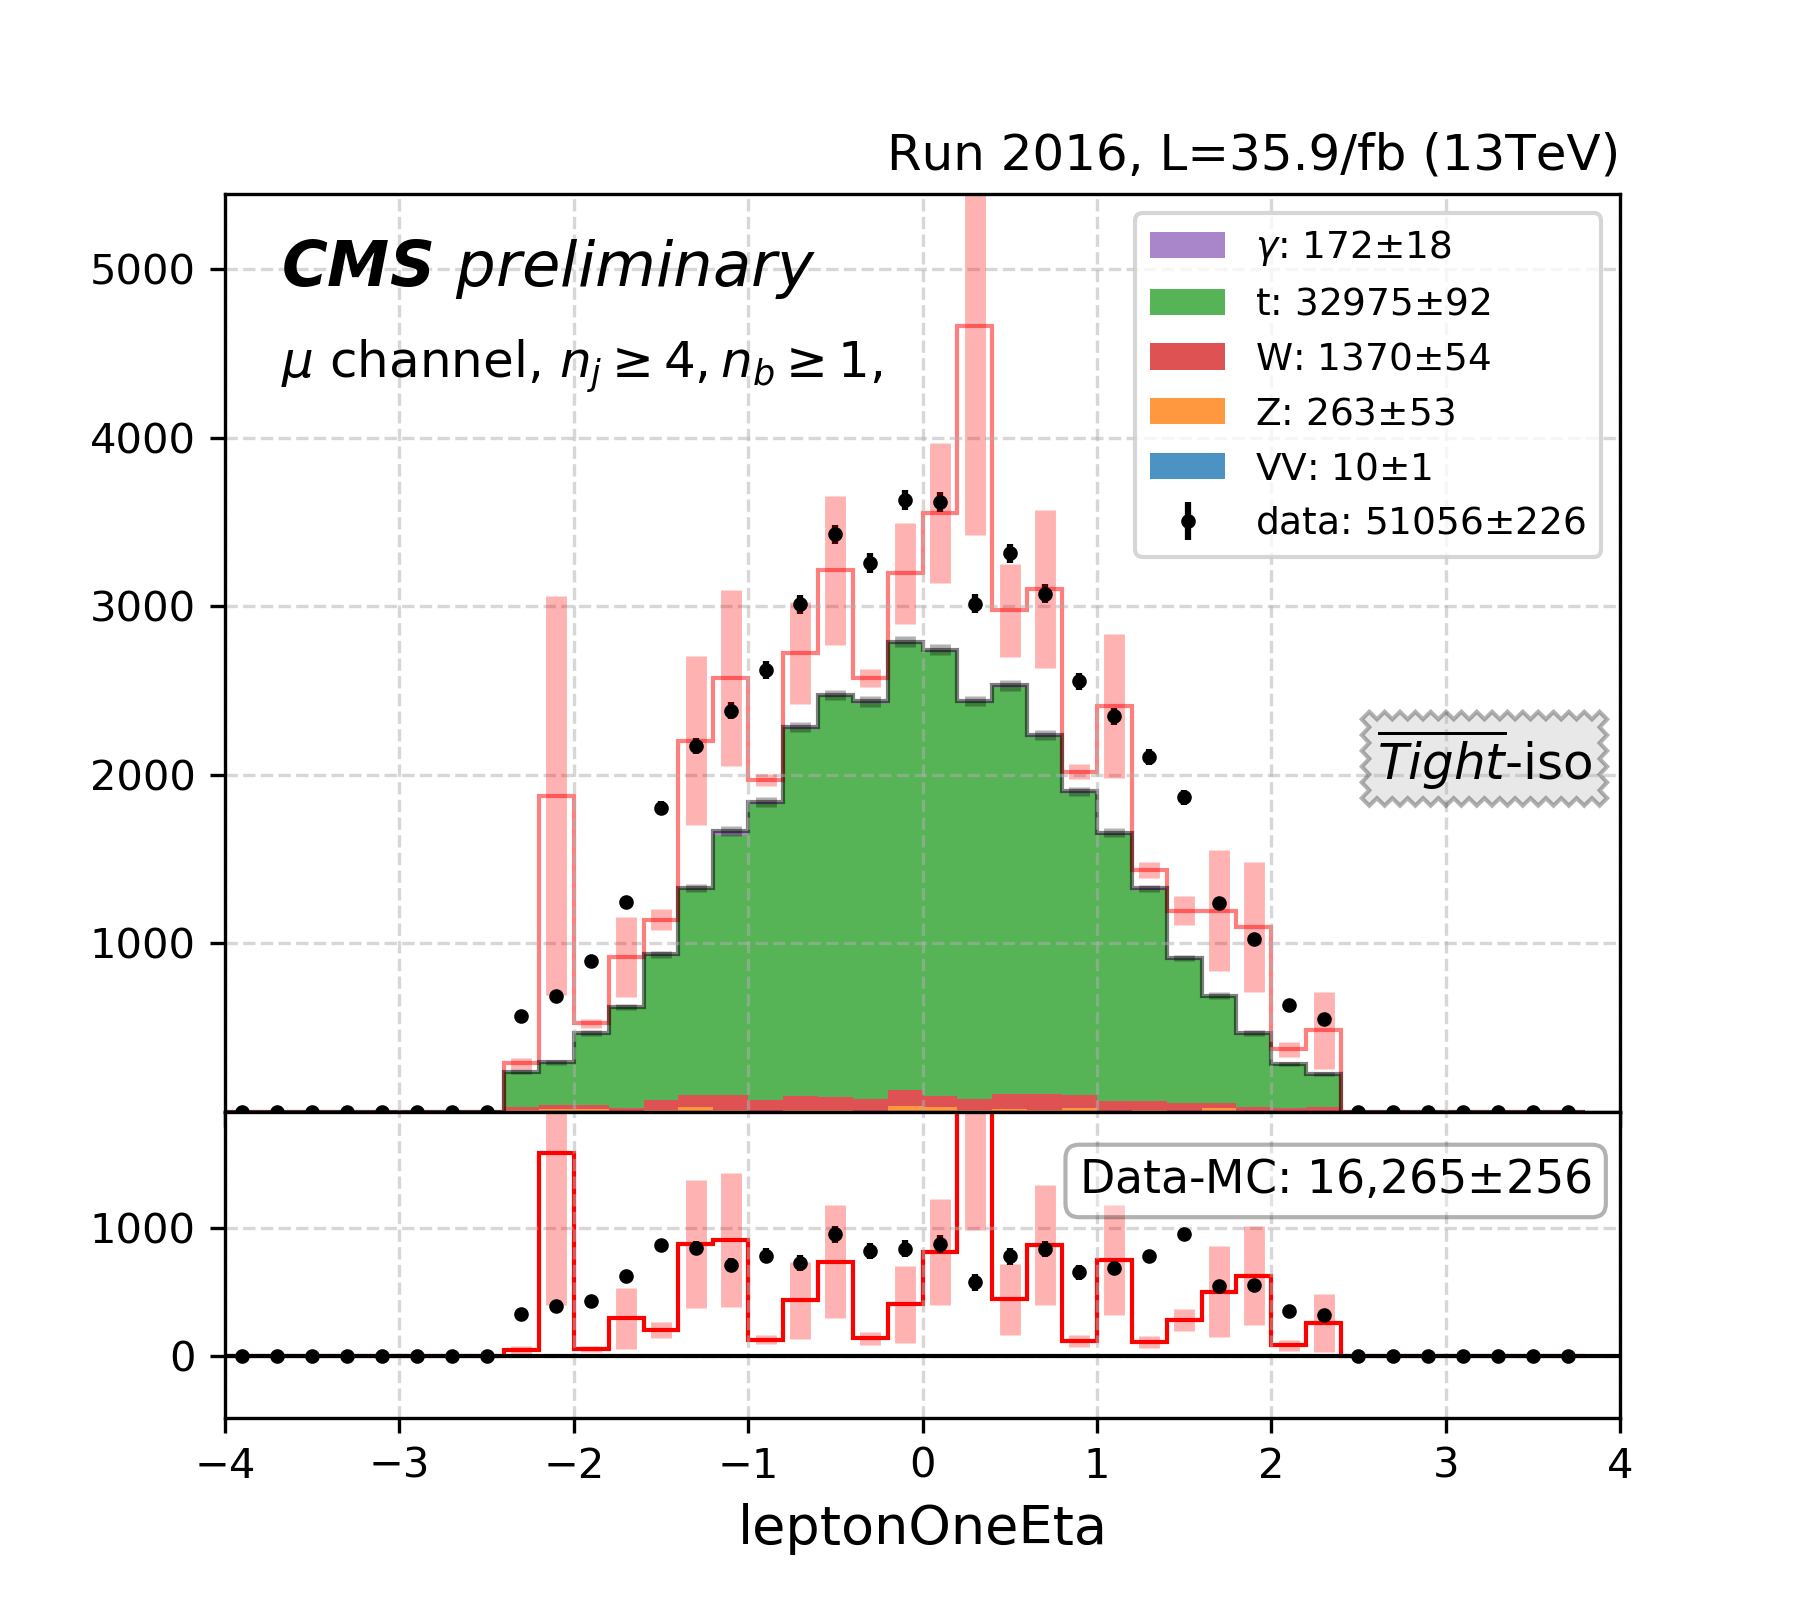 Run 2016, L=35.9/fb (13TeV)
CMS preliminary
μ channel, n_j ≥ 4, n_b ≥ 1,
γ: 172±18
t: 32975±92
W: 1370±54
Z: 263±53
VV: 10±1
data: 51056±226
5000
4000
3000
2000
1000
T̅i̅g̅h̅t̅-iso
Data-MC: 16,265±256
1000
0
−4 −3 −2 −1 0 1 2 3 4
leptonOneEta